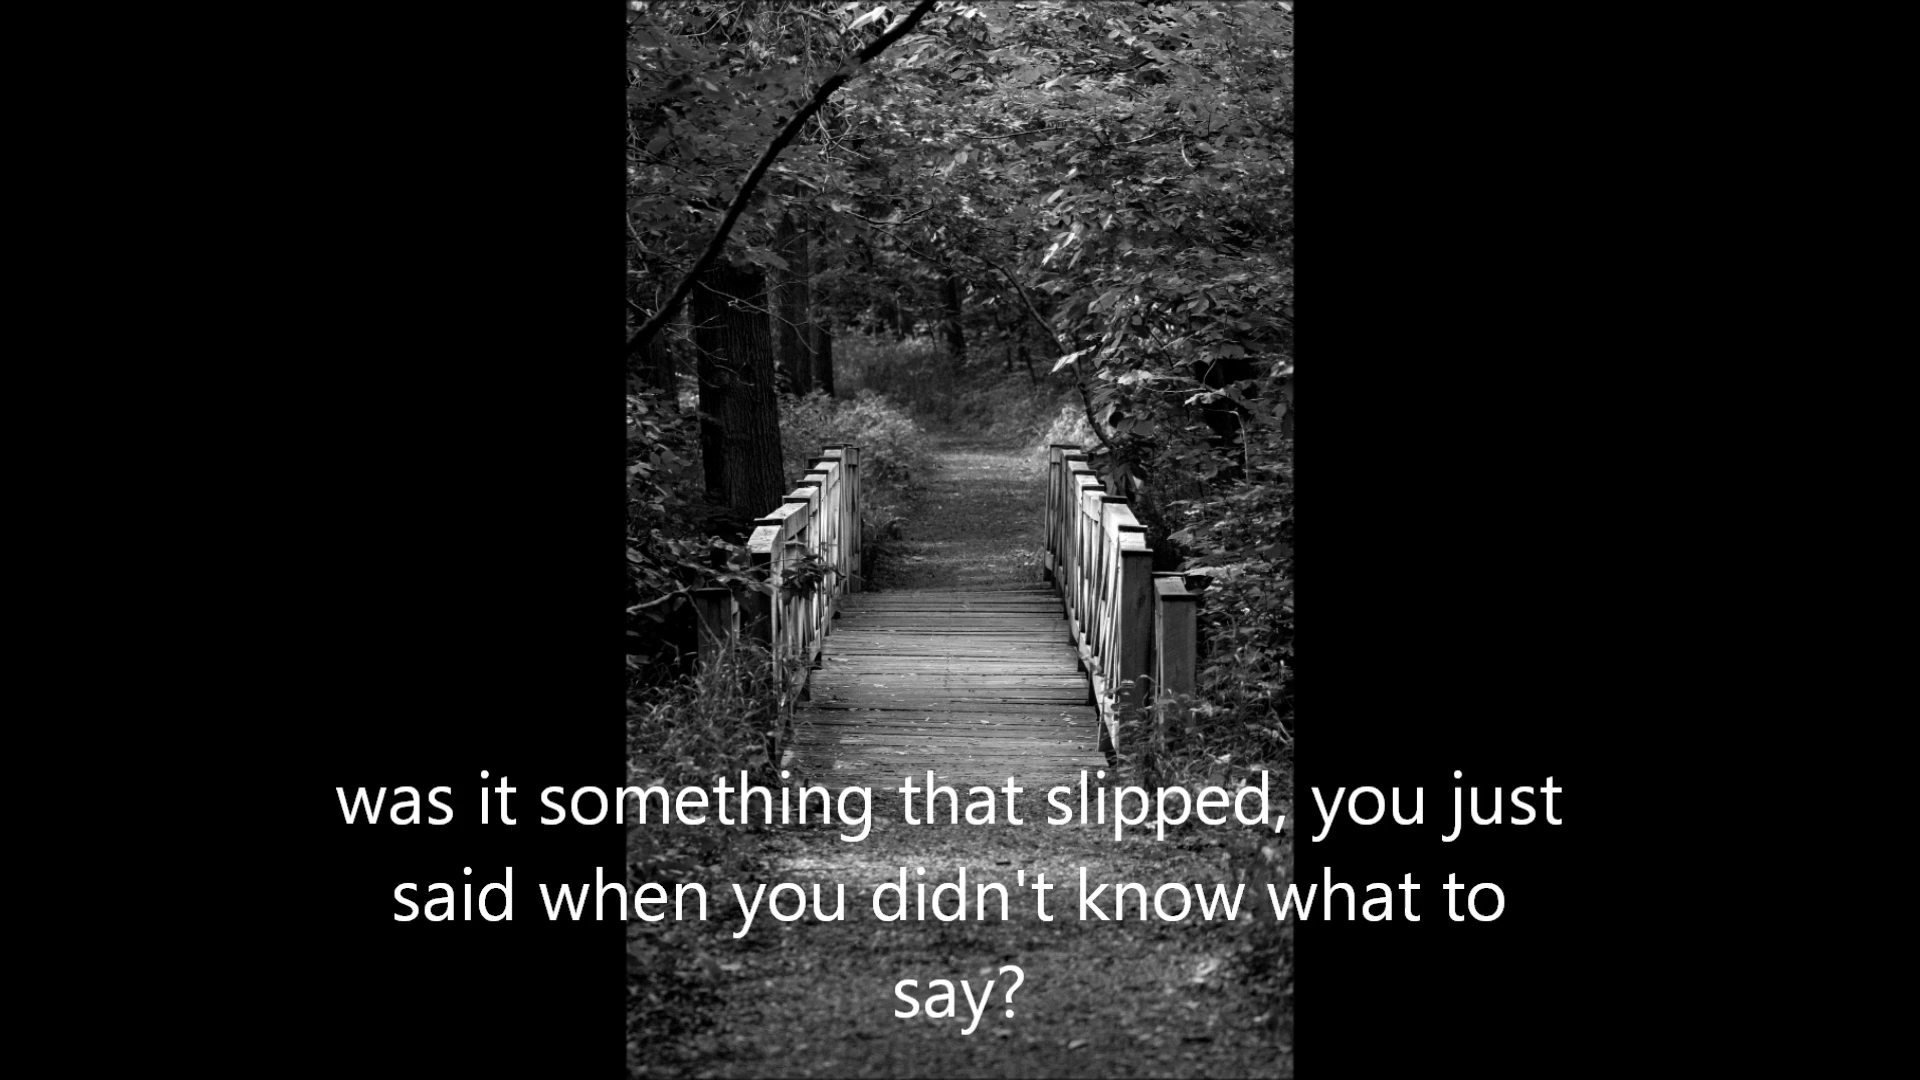 was it something that slipped, you just
said when you didn't know what to
say?